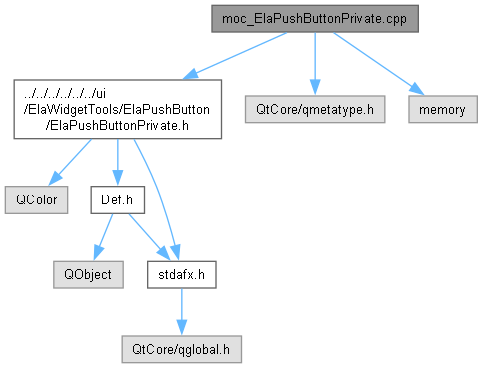 moc_ElaPushButtonPrivate.cpp
../../../../../../ui
/ElaWidgetTools/ElaPushButton
/ElaPushButtonPrivate.h
QtCore/qmetatype.h
memory
QColor
Def.h
QObject
stdafx.h
QtCore/qglobal.h